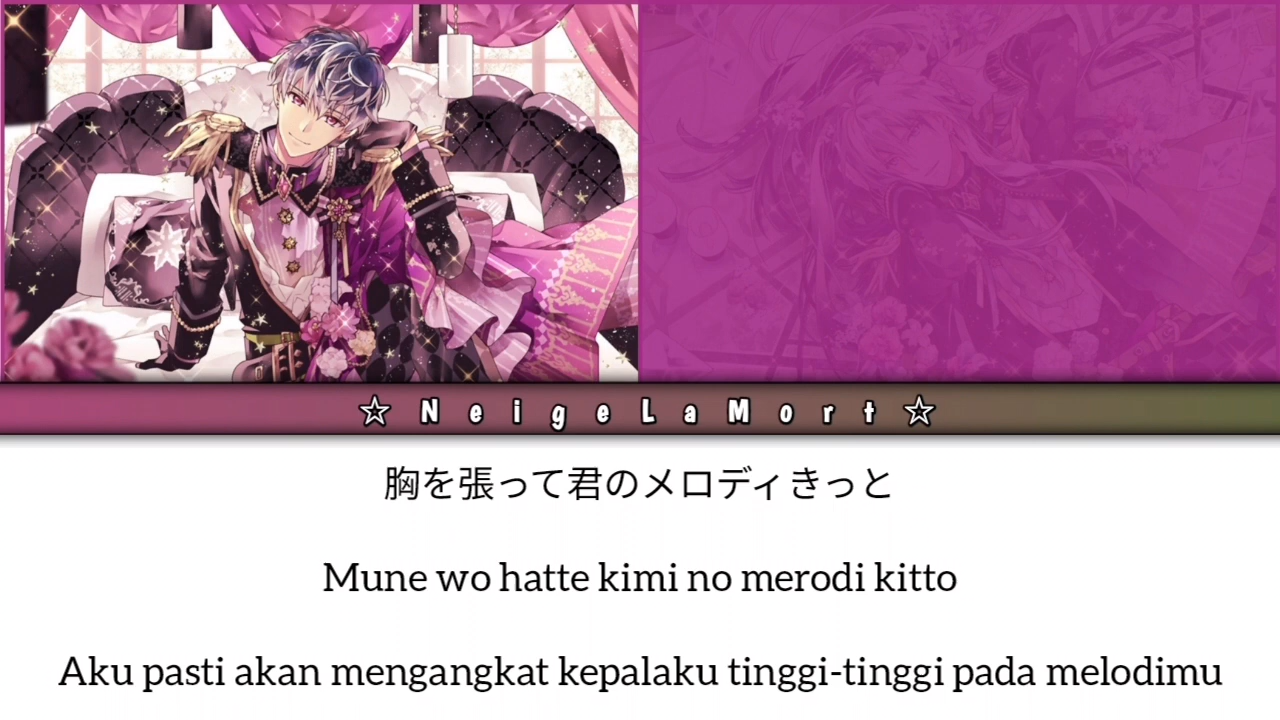 ☆ N e i g e L a M o r t ☆
胸を張って君のメロディきっと
Mune wo hatte kimi no merodi kitto
Aku pasti akan mengangkat kepalaku tinggi-tinggi pada melodimu